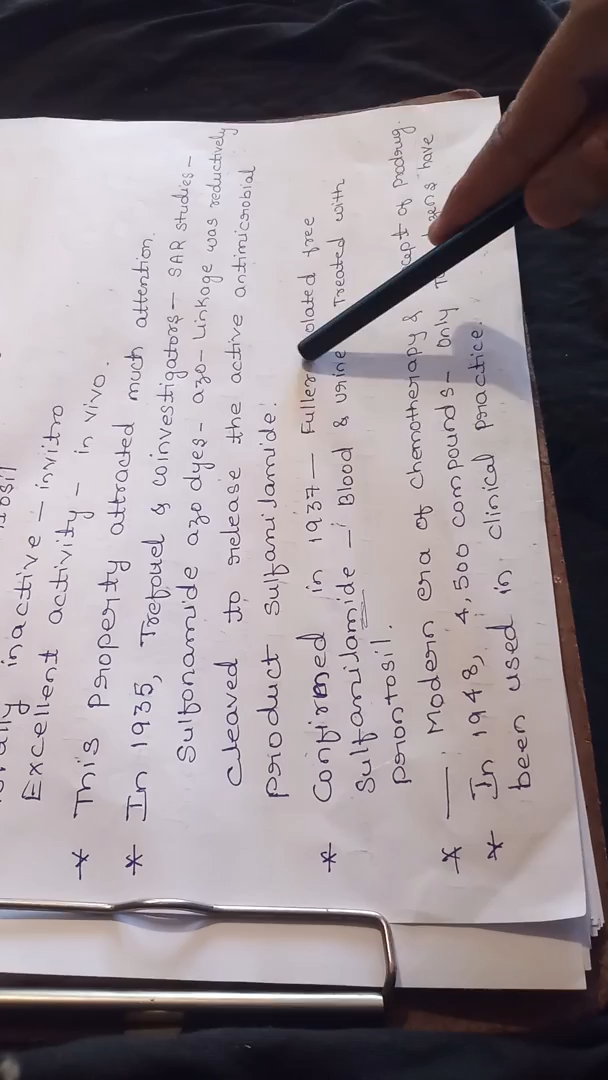 inactive - invitro
Excellent activity - in vivo.
* This property attracted much attention.
* In 1935, Trefouel & coinvestigators - SAR studies -
Sulfonamide azo dyes - azo- linkage was reductively
cleaved to release the active antimicrobial
product Sulfanilamide.
* Confirmed in 1937 - Fuller free
Sulfanilamide - Blood & urine Treated with
prontosil.
* — Modern era of chemotherapy & of prodrug.
* In 1948, 4,500 compounds - only have
been used in clinical practice.